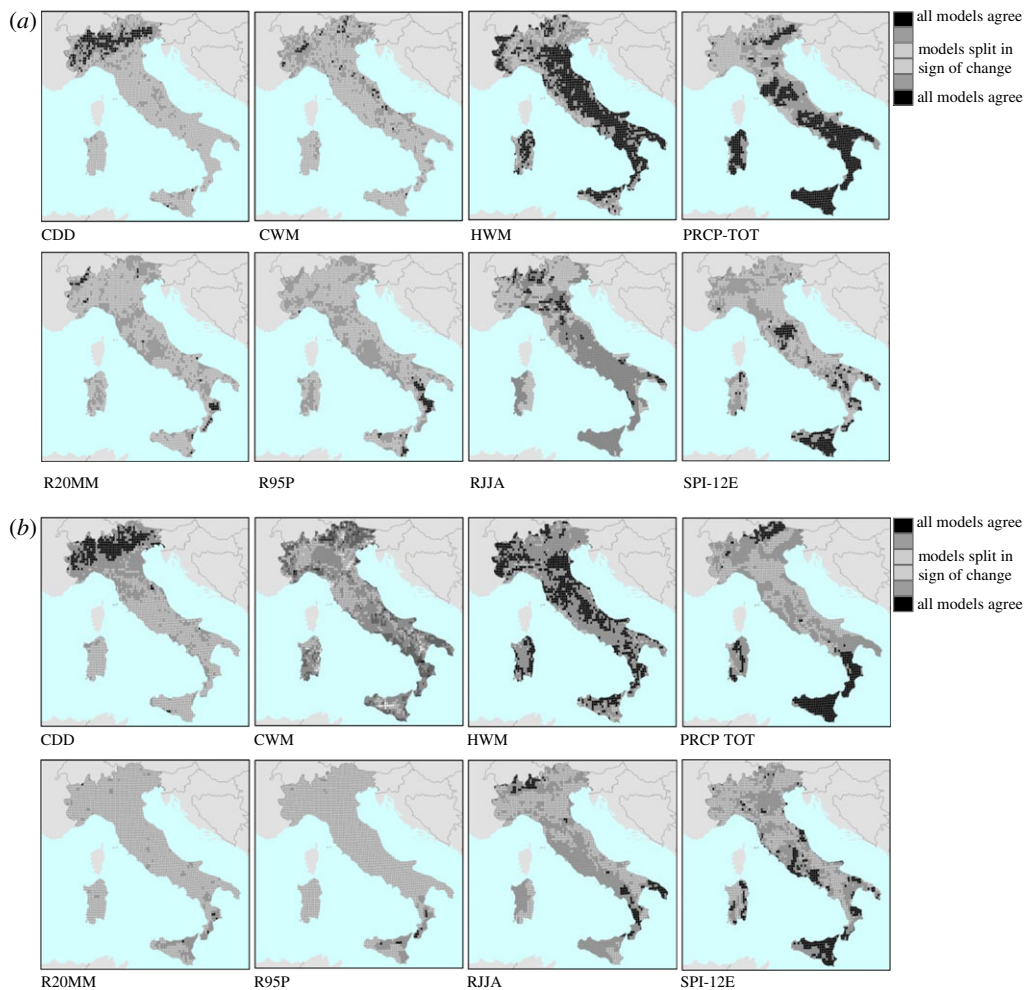 (a)
all models agree
models split in
sign of change
all models agree
CDD
CWM
HWM
PRCP-TOT
R20MM
R95P
RJJA
SPI-12E
(b)
all models agree
models split in
sign of change
all models agree
CDD
CWM
HWM
PRCP TOT
R20MM
R95P
RJJA
SPI-12E